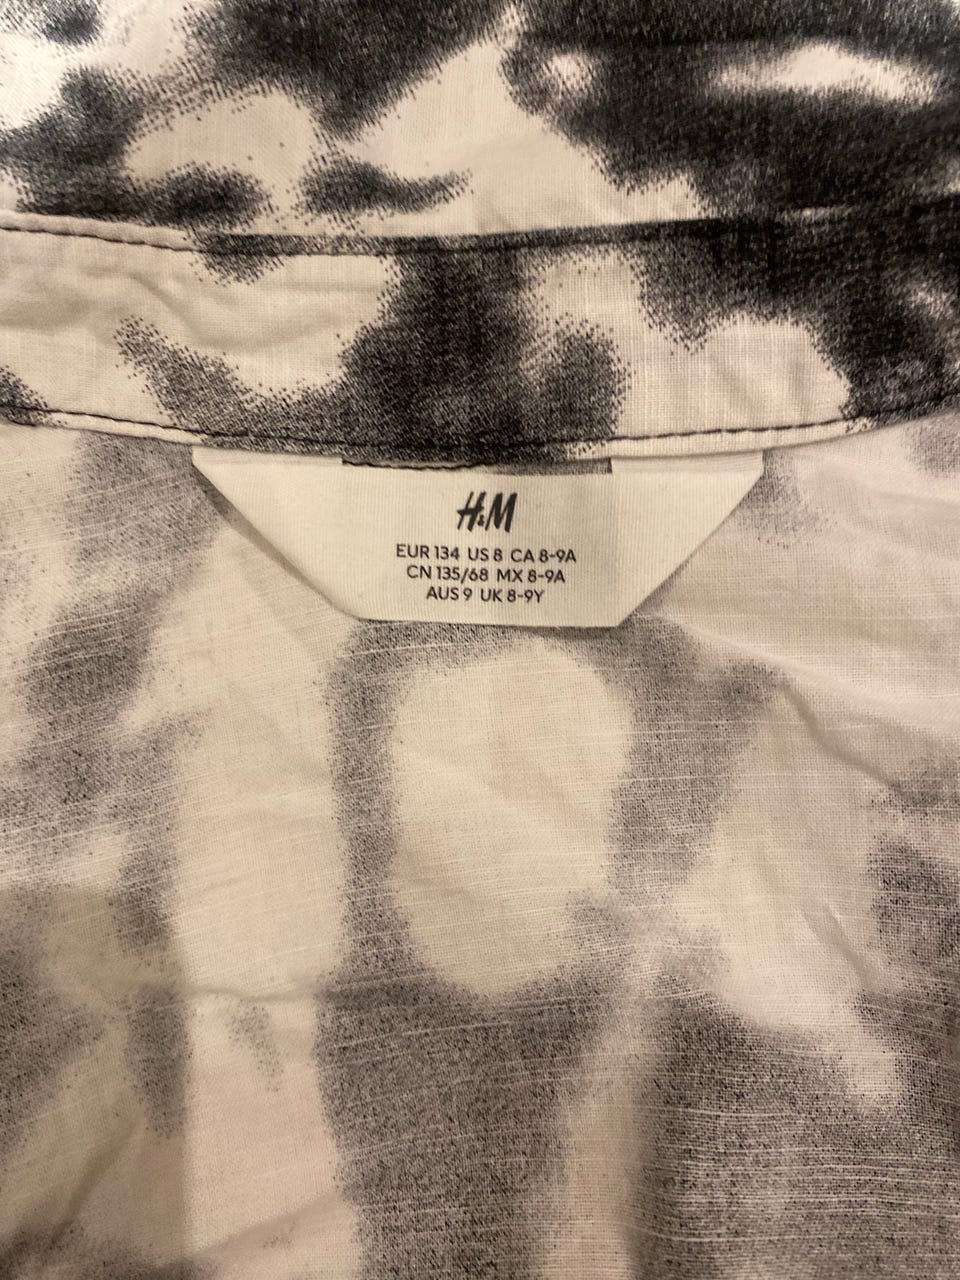 H&M
EUR 134 US 8 CA 8-9A
CN 135/68 MX 8-9A
AUS 9 UK 8-9Y